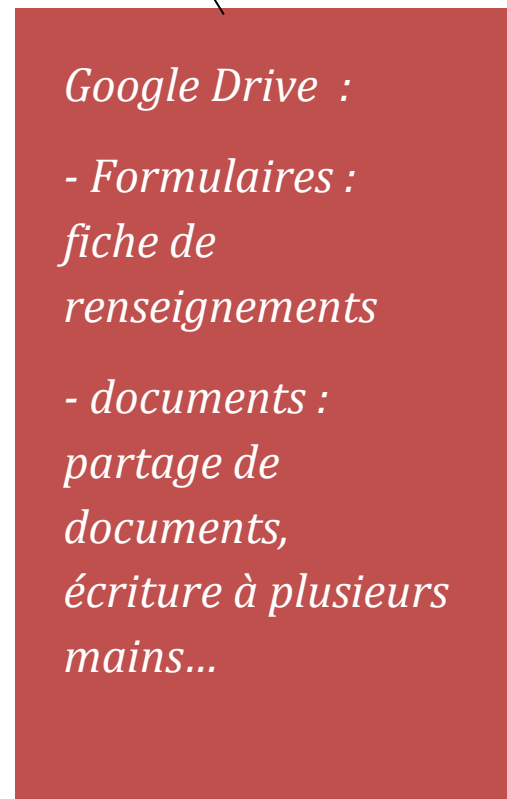 Google Drive  :
- Formulaires :
fiche de
renseignements
- documents :
partage de
documents,
écriture à plusieurs
mains…